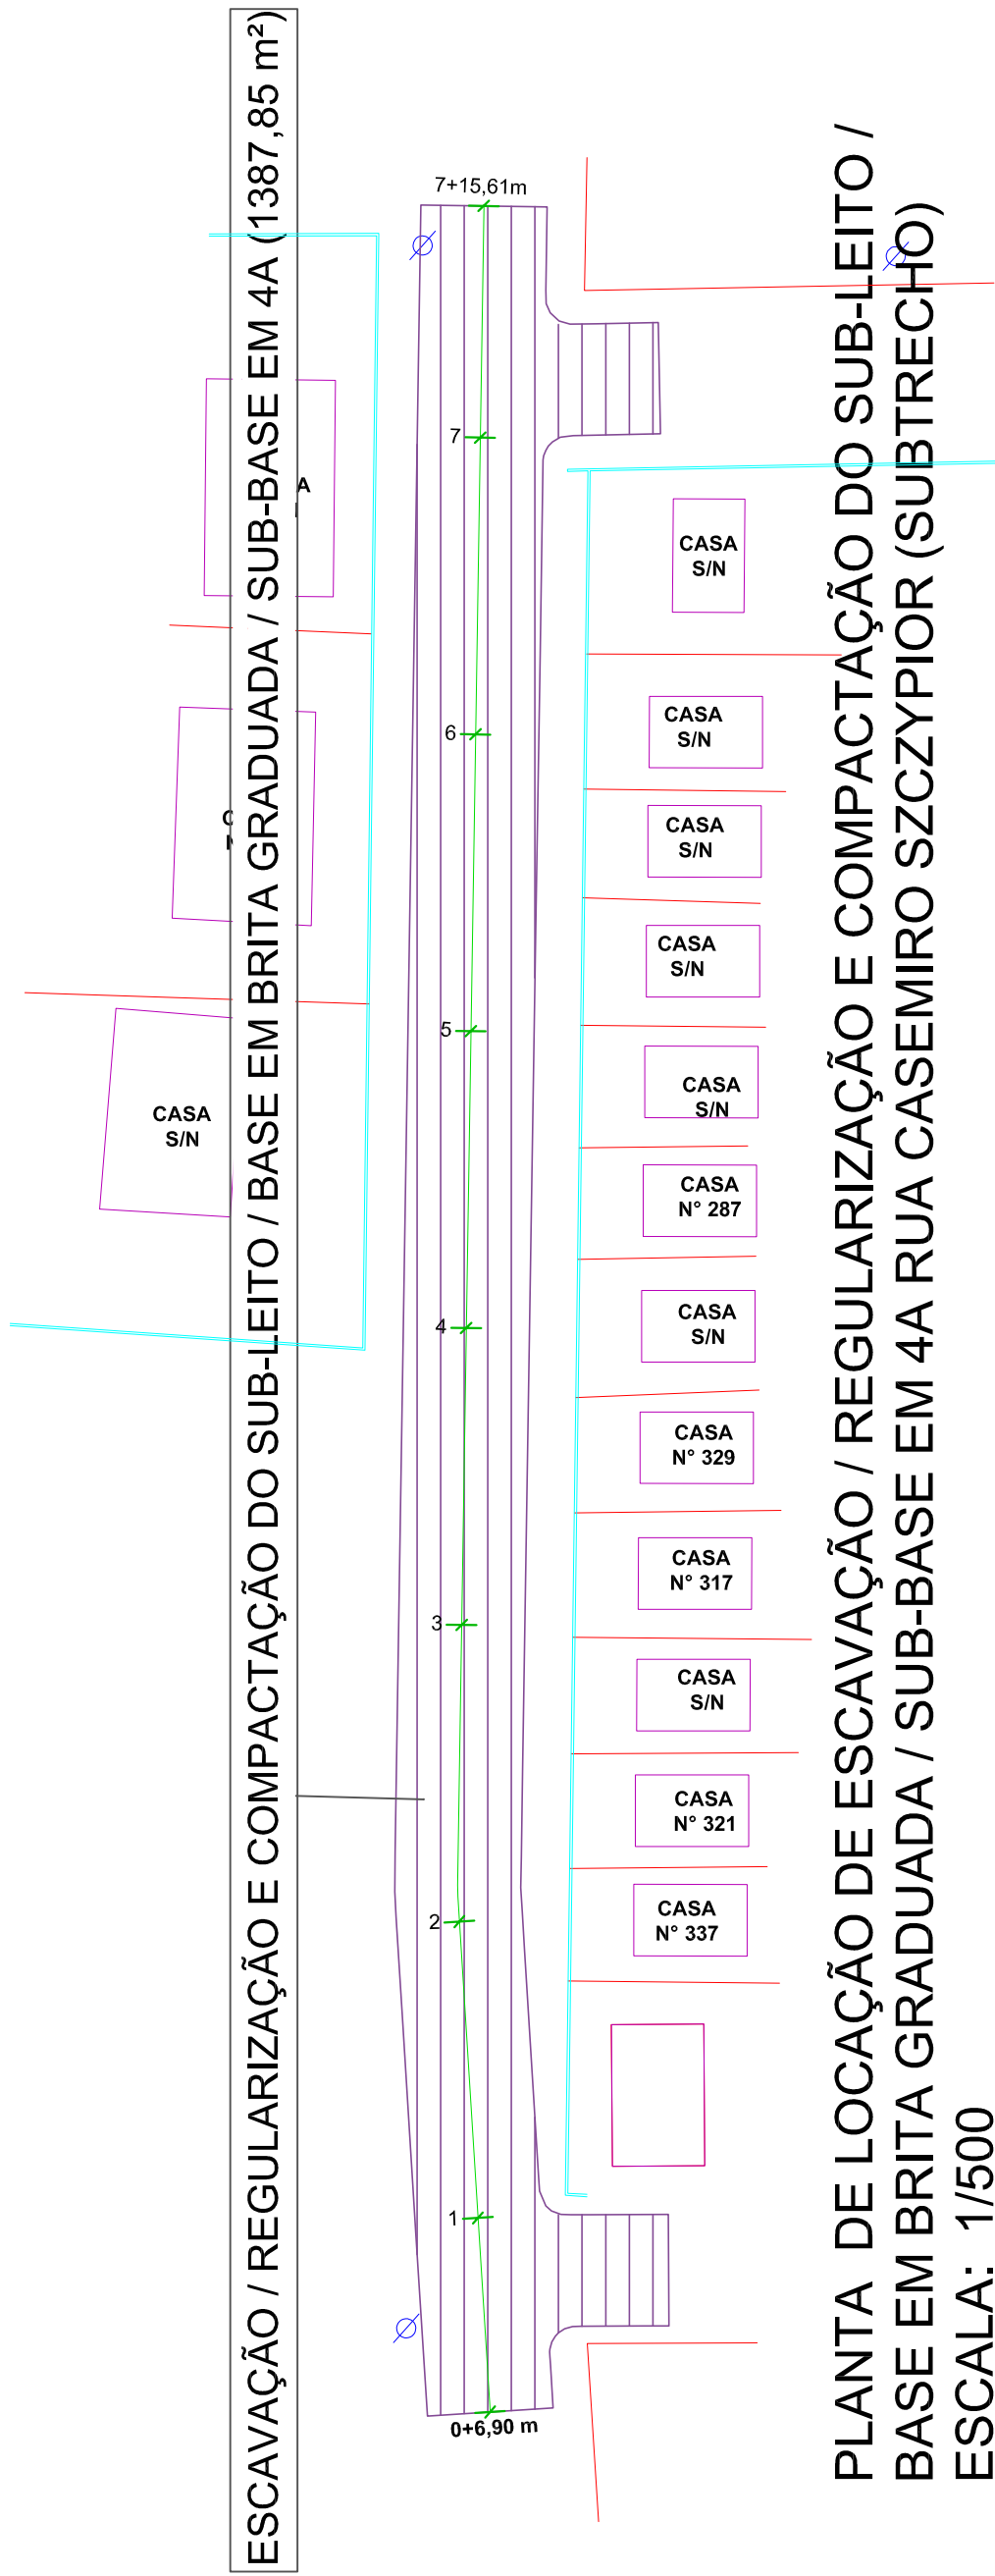 ESCAVAÇÃO / REGULARIZAÇÃO E COMPACTAÇÃO DO SUB-LEITO / BASE EM BRITA GRADUADA / SUB-BASE EM 4A (1387,85 m²)
7+15,61m
7
6
5
4
3
2
1
0+6,90 m
CASA
S/N
CASA
S/N
CASA
S/N
CASA
S/N
CASA
S/N
CASA
S/N
CASA
N° 287
CASA
S/N
CASA
N° 329
CASA
N° 317
CASA
S/N
CASA
N° 321
CASA
N° 337
PLANTA DE LOCAÇÃO DE ESCAVAÇÃO / REGULARIZAÇÃO E COMPACTAÇÃO DO SUB-LEITO /
BASE EM BRITA GRADUADA / SUB-BASE EM 4A RUA CASEMIRO SZCZYPIOR (SUBTRECHO)
ESCALA: 1/500